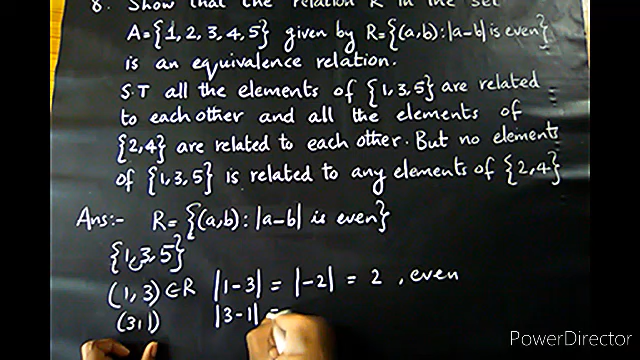 8. Show that the relation R in the set
A={1,2,3,4,5} given by R={(a,b):|a-b| is even}
is an equivalence relation.
S.T all the elements of {1,3,5} are related
to each other and all the elements of
{2,4} are related to each other. But no elements
of {1,3,5} is related to any elements of {2,4}
Ans:- R={(a,b): |a-b| is even}
{1,3,5}
(1,3)∈R |1-3| = |-2| = 2, even
(3,1) |3-1| =
PowerDirector